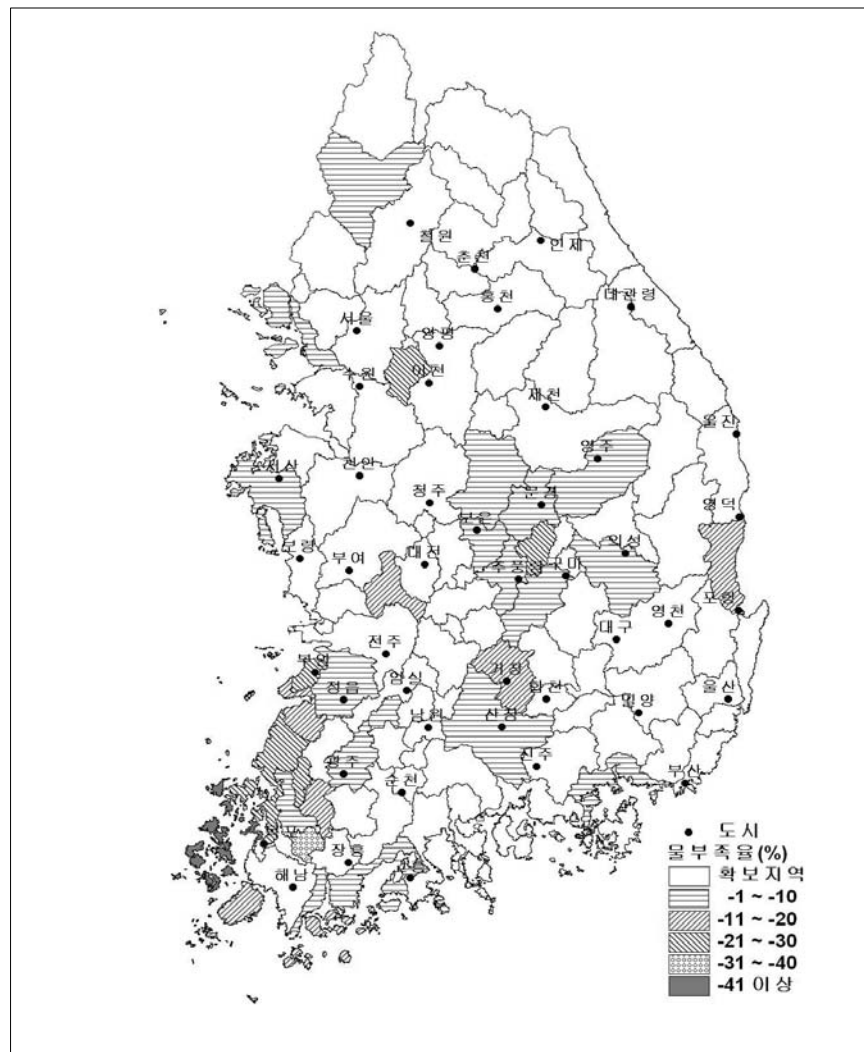 철원
인제
춘천
홍천
대관령
서울
양평
이천
수원
제천
울진
영주
서산
천안
청주
문경
보은
영덕
보령
부여
대전
의성
추풍령
구미
포항
영천
대구
전주
부안
임실
거창
합천
정읍
울산
밀양
남원
산청
진주
광주
순천
부산
목포
장흥
해남
● 도시
물부족율(%)
확보지역
-1 ~ -10
-11 ~ -20
-21 ~ -30
-31 ~ -40
-41 이상